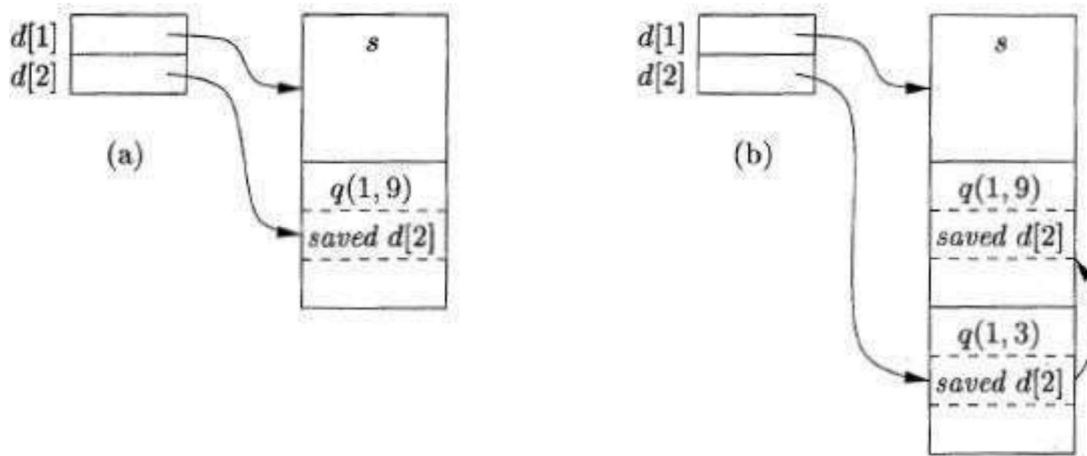 d[1]
d[2]
s
(a)
q(1, 9)
saved d[2]
d[1]
d[2]
s
(b)
q(1, 9)
saved d[2]
q(1, 3)
saved d[2]